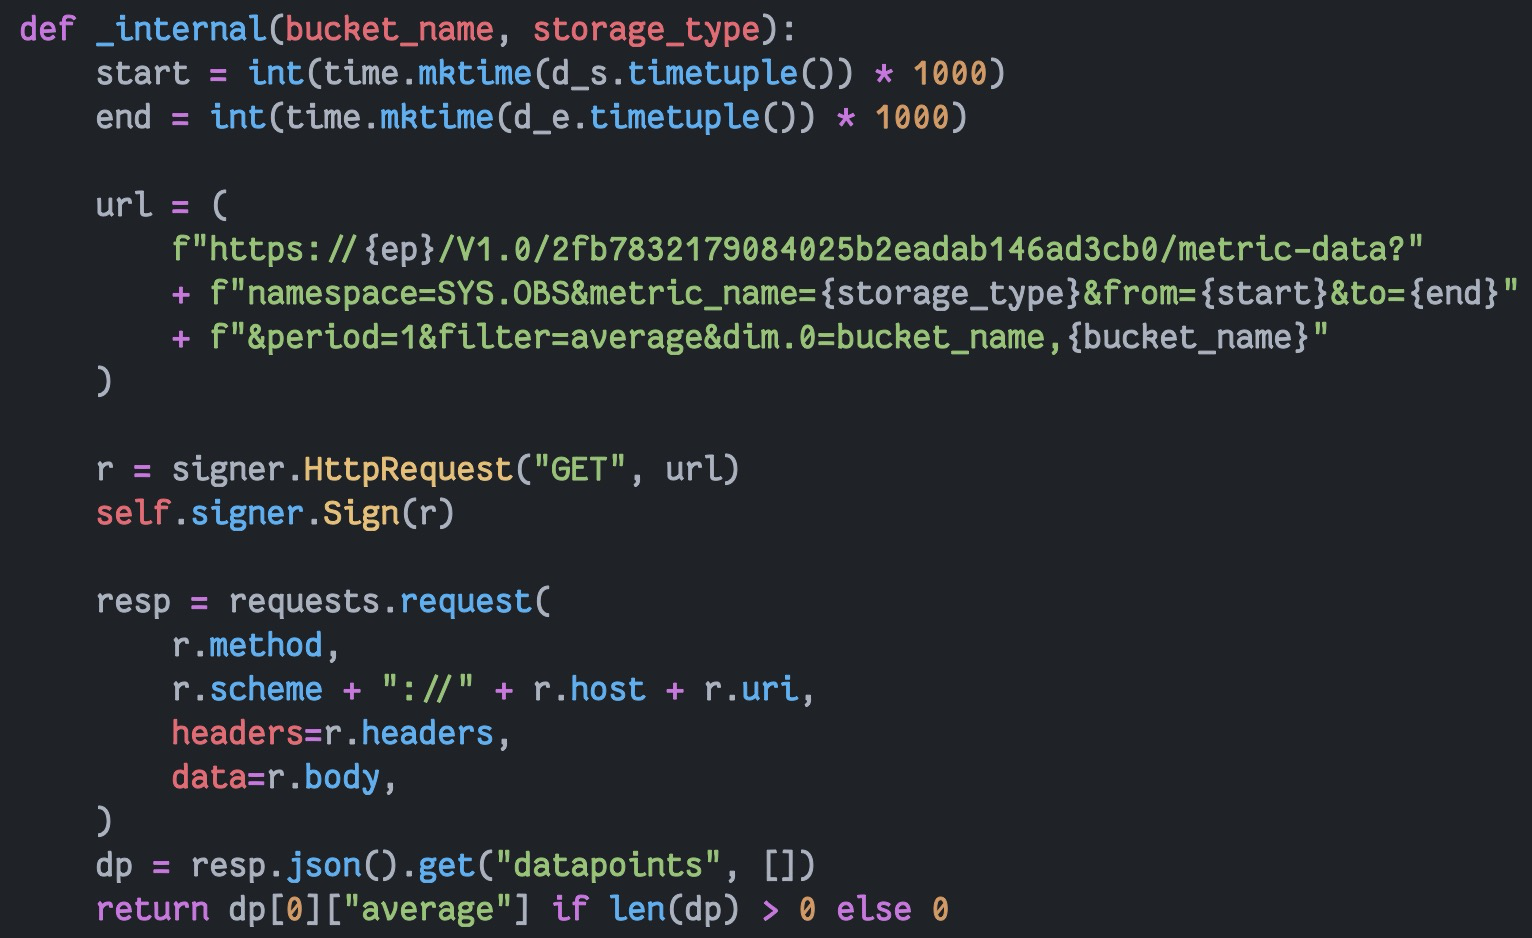 def _internal(bucket_name, storage_type):
    start = int(time.mktime(d_s.timetuple()) * 1000)
    end = int(time.mktime(d_e.timetuple()) * 1000)

    url = (
        f"https://{ep}/V1.0/2fb7832179084025b2eadab146ad3cb0/metric-data?"
        + f"namespace=SYS.OBS&metric_name={storage_type}&from={start}&to={end}"
        + f"&period=1&filter=average&dim.0=bucket_name,{bucket_name}"
    )

    r = signer.HttpRequest("GET", url)
    self.signer.Sign(r)

    resp = requests.request(
        r.method,
        r.scheme + "://" + r.host + r.uri,
        headers=r.headers,
        data=r.body,
    )
    dp = resp.json().get("datapoints", [])
    return dp[0]["average"] if len(dp) > 0 else 0